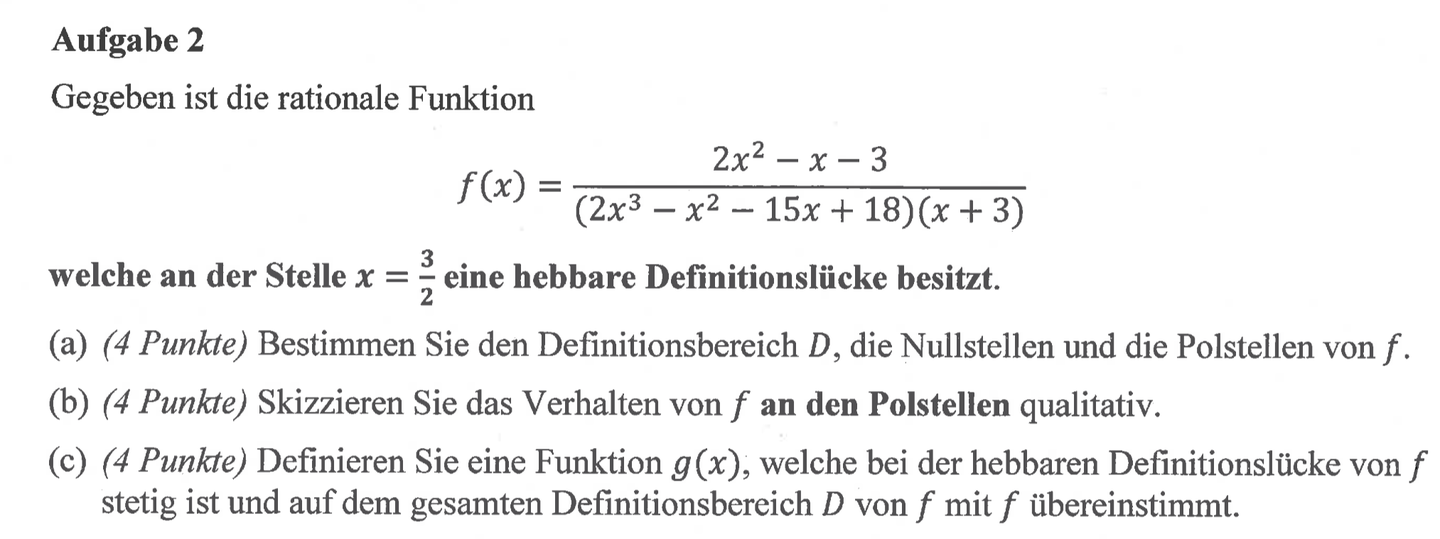 Aufgabe 2
Gegeben ist die rationale Funktion
f(x) = \frac{2x^2 - x - 3}{(2x^3 - x^2 - 15x + 18)(x + 3)}
welche an der Stelle x = \frac{3}{2} eine hebbare Definitionslücke besitzt.
(a) (4 Punkte) Bestimmen Sie den Definitionsbereich D, die Nullstellen und die Polstellen von f.
(b) (4 Punkte) Skizzieren Sie das Verhalten von f an den Polstellen qualitativ.
(c) (4 Punkte) Definieren Sie eine Funktion g(x), welche bei der hebbaren Definitionslücke von f
stetig ist und auf dem gesamten Definitionsbereich D von f mit f übereinstimmt.